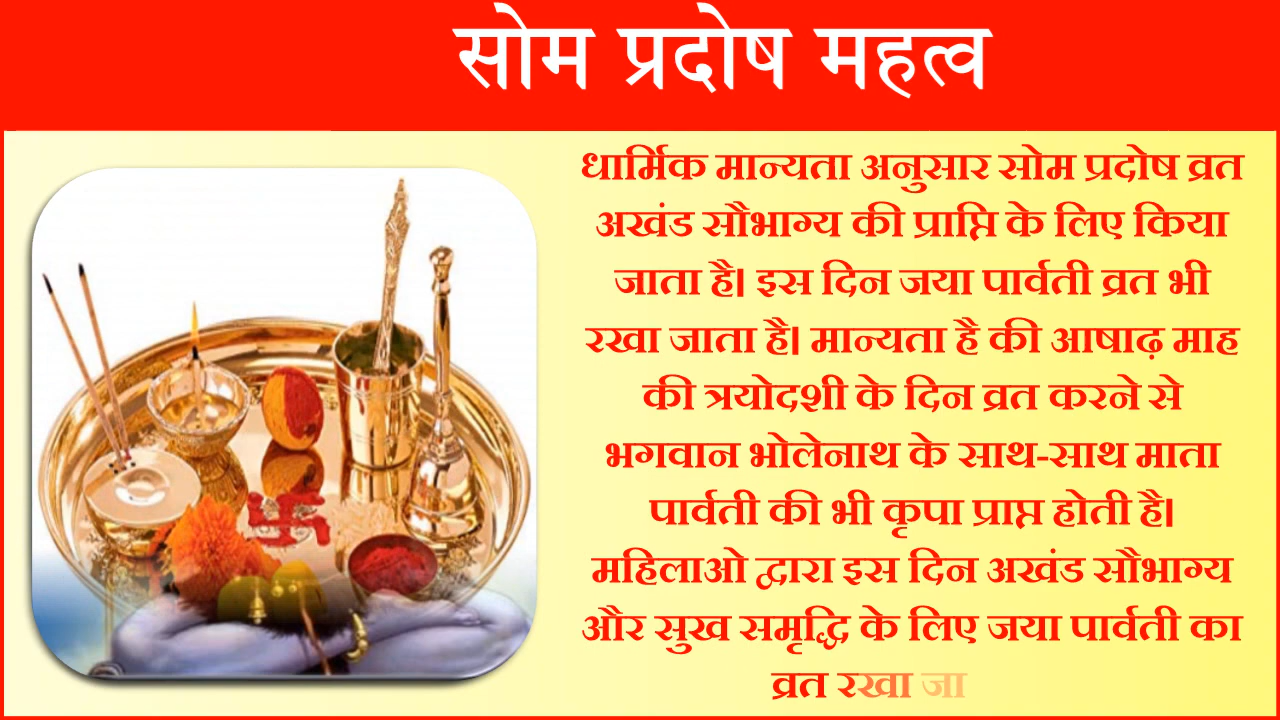 सोम प्रदोष महत्व
धार्मिक मान्यता अनुसार सोम प्रदोष व्रत
अखंड सौभाग्य की प्राप्ति के लिए किया
जाता है। इस दिन जया पार्वती व्रत भी
रखा जाता है। मान्यता है की आषाढ़ माह
की त्रयोदशी के दिन व्रत करने से
भगवान भोलेनाथ के साथ-साथ माता
पार्वती की भी कृपा प्राप्त होती है।
महिलाओ द्वारा इस दिन अखंड सौभाग्य
और सुख समृद्धि के लिए जया पार्वती का
व्रत रखा जा